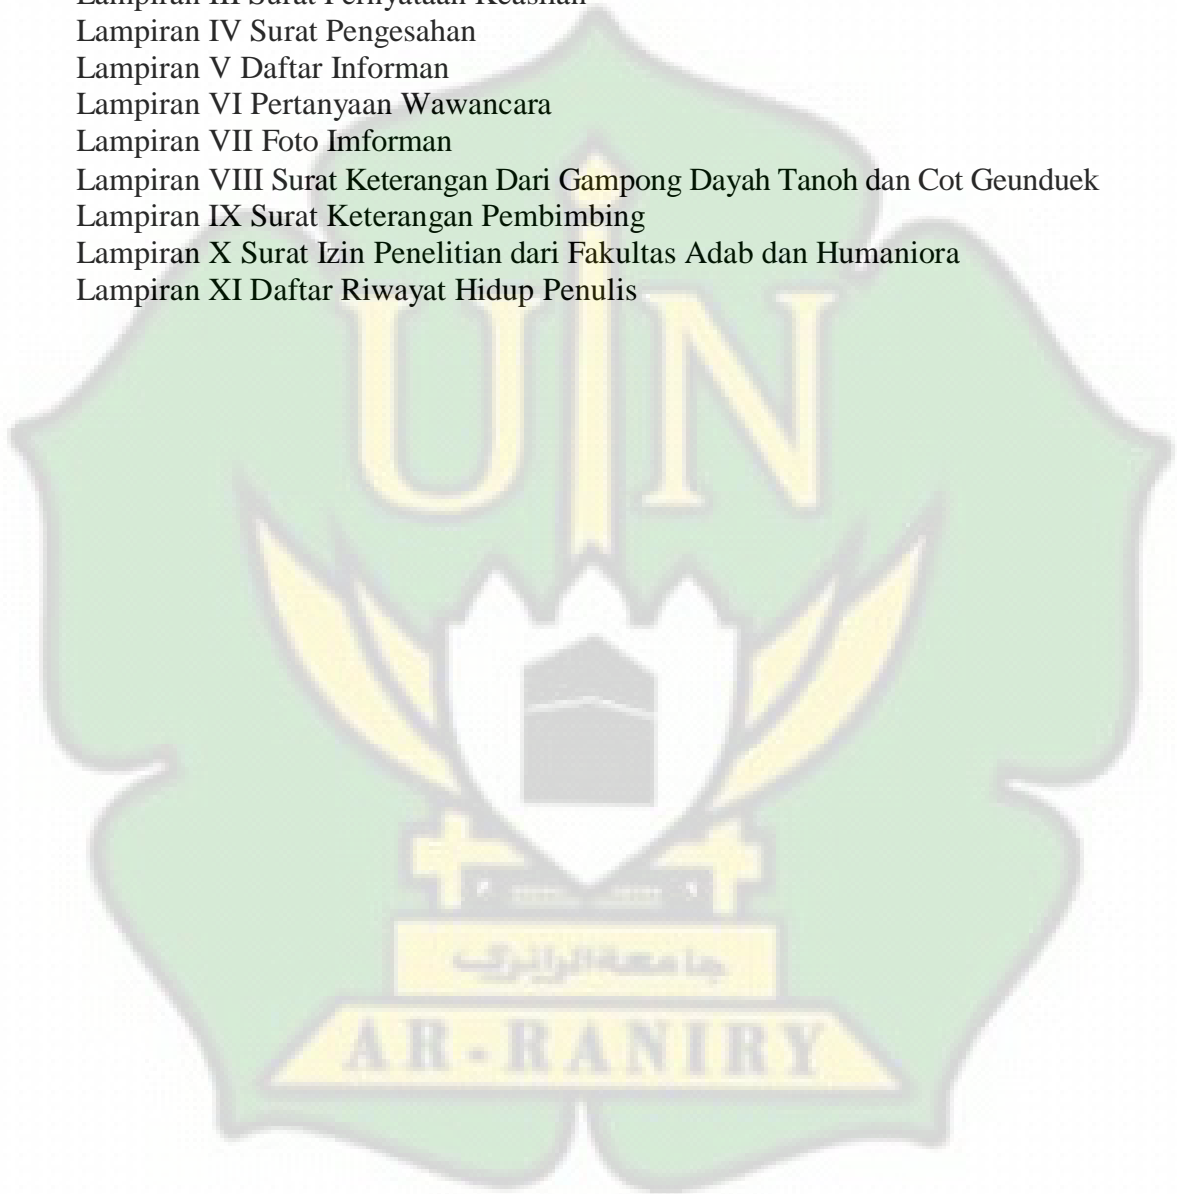 Lampiran III Surat Pernyataan Keaslian
Lampiran IV Surat Pengesahan
Lampiran V Daftar Informan
Lampiran VI Pertanyaan Wawancara
Lampiran VII Foto Imforman
Lampiran VIII Surat Keterangan Dari Gampong Dayah Tanoh dan Cot Geunduek
Lampiran IX Surat Keterangan Pembimbing
Lampiran X Surat Izin Penelitian dari Fakultas Adab dan Humaniora
Lampiran XI Daftar Riwayat Hidup Penulis
UIN
جامعة الرانري
AR-RANIRY